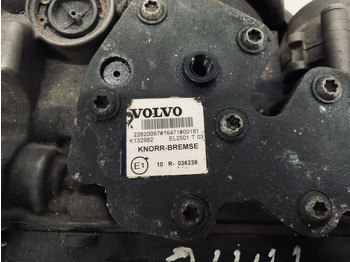 VOLVO
22820097#16471#00161
K132982 EL2501 T 03
KNORR-BREMSE
E1 10 R- 036239